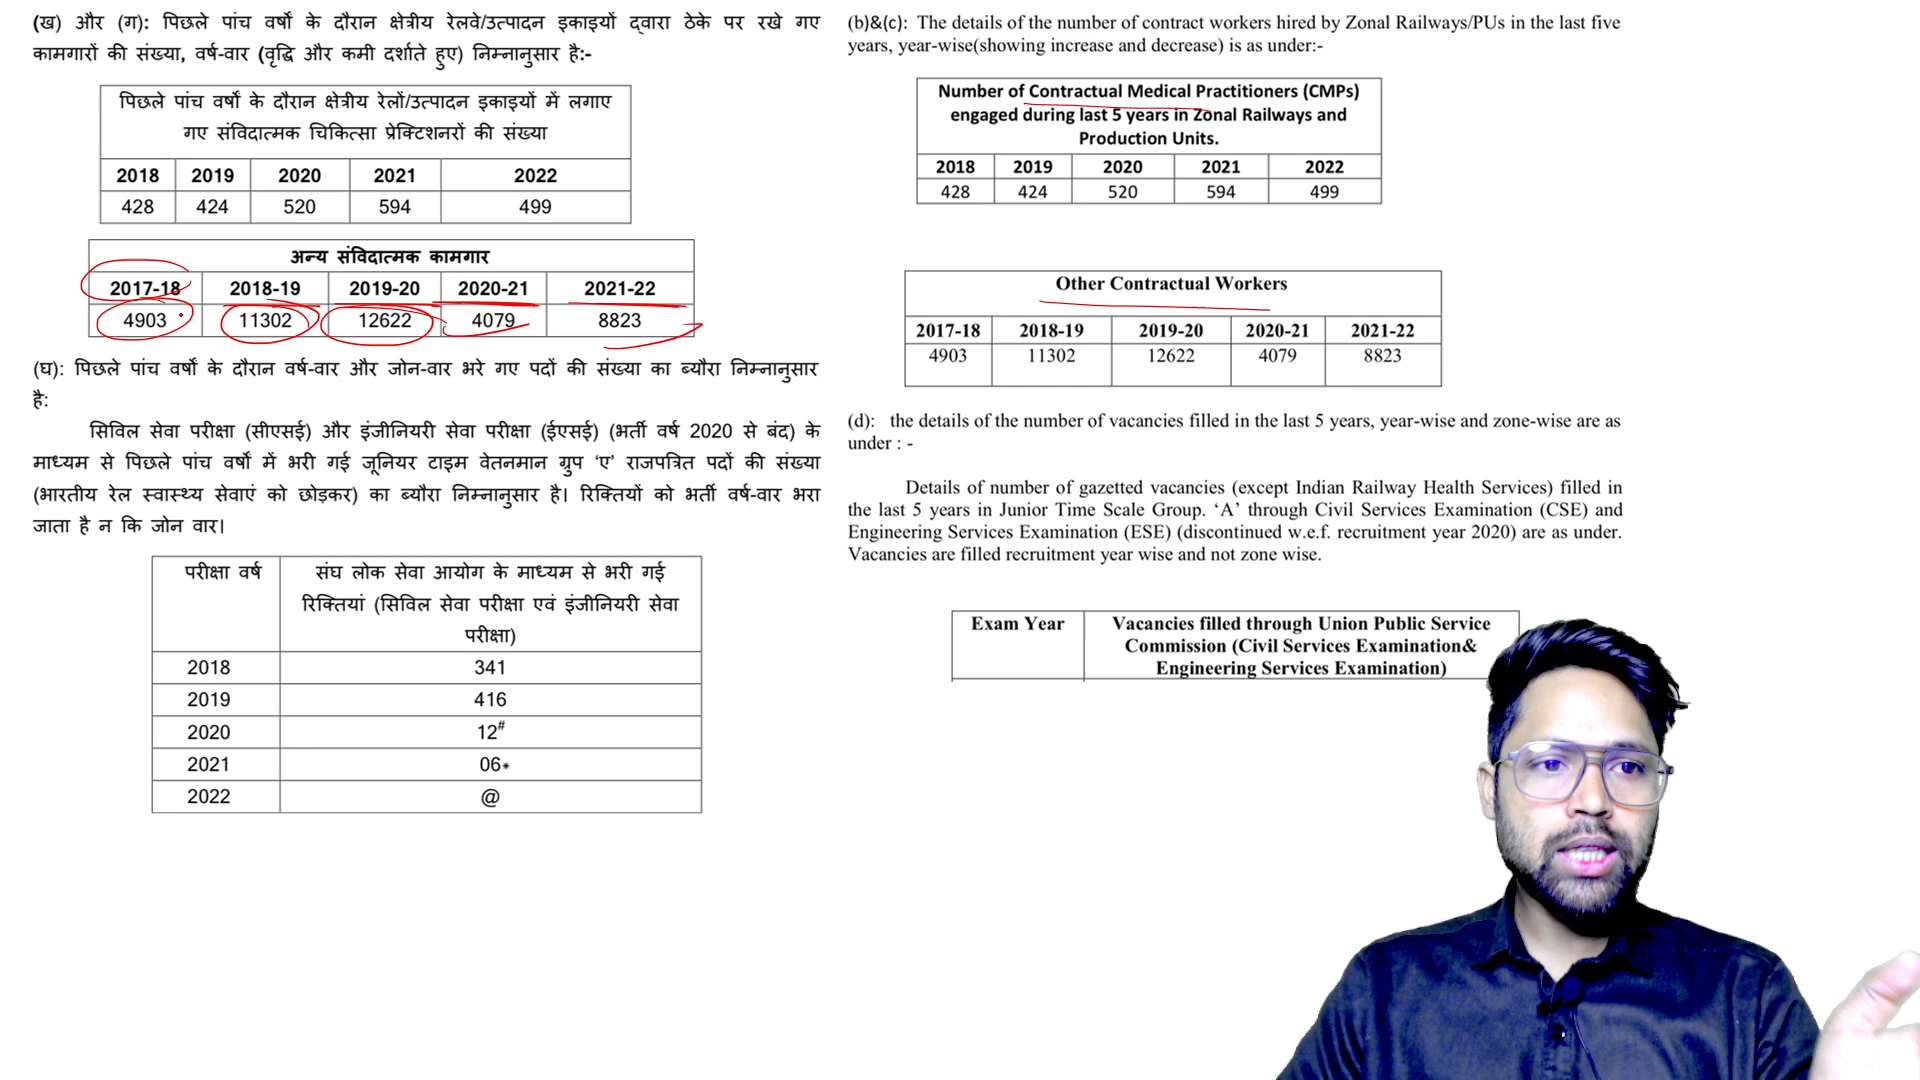 (ख) और (ग): पिछले पांच वर्षों के दौरान क्षेत्रीय रेलवे/उत्पादन इकाइयों द्वारा ठेके पर रखे गए
कामगारों की संख्या, वर्ष-वार (वृद्धि और कमी दर्शाते हुए) निम्नानुसार है:-
पिछले पांच वर्षों के दौरान क्षेत्रीय रेलों/उत्पादन इकाइयों में लगाए
गए संविदात्मक चिकित्सा प्रेक्टिशनरों की संख्या
2018 2019 2020 2021 2022
428 424 520 594 499
अन्य संविदात्मक कामगार
2017-18 2018-19 2019-20 2020-21 2021-22
4903 11302 12622 4079 8823
(घ): पिछले पांच वर्षों के दौरान वर्ष-वार और जोन-वार भरे गए पदों की संख्या का ब्यौरा निम्नानुसार
है:
सिविल सेवा परीक्षा (सीएसई) और इंजीनियरी सेवा परीक्षा (ईएसई) (भर्ती वर्ष 2020 से बंद) के
माध्यम से पिछले पांच वर्षों में भरी गई जूनियर टाइम वेतनमान ग्रुप ‘ए’ राजपत्रित पदों की संख्या
(भारतीय रेल स्वास्थ्य सेवाएं को छोड़कर) का ब्यौरा निम्नानुसार है। रिक्तियों को भर्ती वर्ष-वार भरा
जाता है न कि जोन वार।
परीक्षा वर्ष संघ लोक सेवा आयोग के माध्यम से भरी गई
रिक्तियां (सिविल सेवा परीक्षा एवं इंजीनियरी सेवा
परीक्षा)
2018 341
2019 416
2020 12#
2021 06*
2022 @
(b)&(c): The details of the number of contract workers hired by Zonal Railways/PUs in the last five
years, year-wise(showing increase and decrease) is as under:-
Number of Contractual Medical Practitioners (CMPs)
engaged during last 5 years in Zonal Railways and
Production Units.
2018 2019 2020 2021 2022
428 424 520 594 499
Other Contractual Workers
2017-18 2018-19 2019-20 2020-21 2021-22
4903 11302 12622 4079 8823
(d): the details of the number of vacancies filled in the last 5 years, year-wise and zone-wise are as
under : -
Details of number of gazetted vacancies (except Indian Railway Health Services) filled in
the last 5 years in Junior Time Scale Group. ‘A’ through Civil Services Examination (CSE) and
Engineering Services Examination (ESE) (discontinued w.e.f. recruitment year 2020) are as under.
Vacancies are filled recruitment year wise and not zone wise.
Exam Year Vacancies filled through Union Public Service
Commission (Civil Services Examination&
Engineering Services Examination)